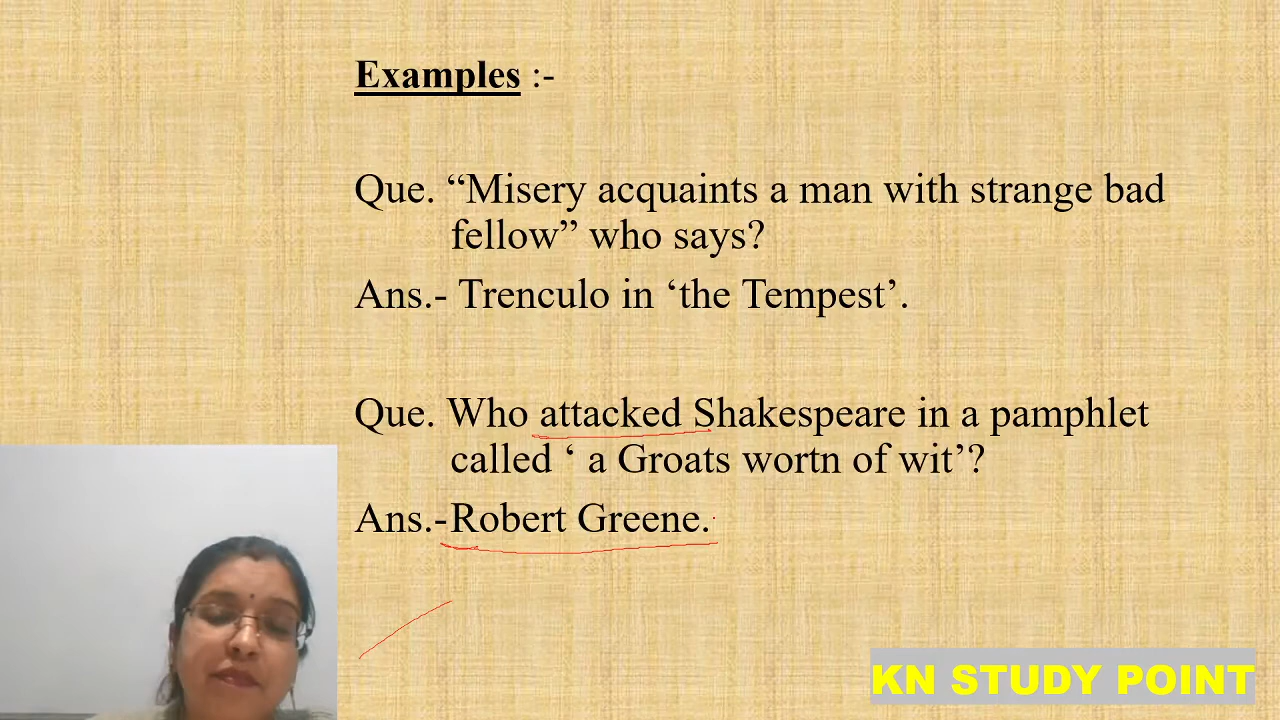 Examples :-
Que. “Misery acquaints a man with strange bad
fellow” who says?
Ans.- Trenculo in ‘the Tempest’.
Que. Who attacked Shakespeare in a pamphlet
called ‘ a Groats wortn of wit’?
Ans.-Robert Greene.
KN STUDY POINT